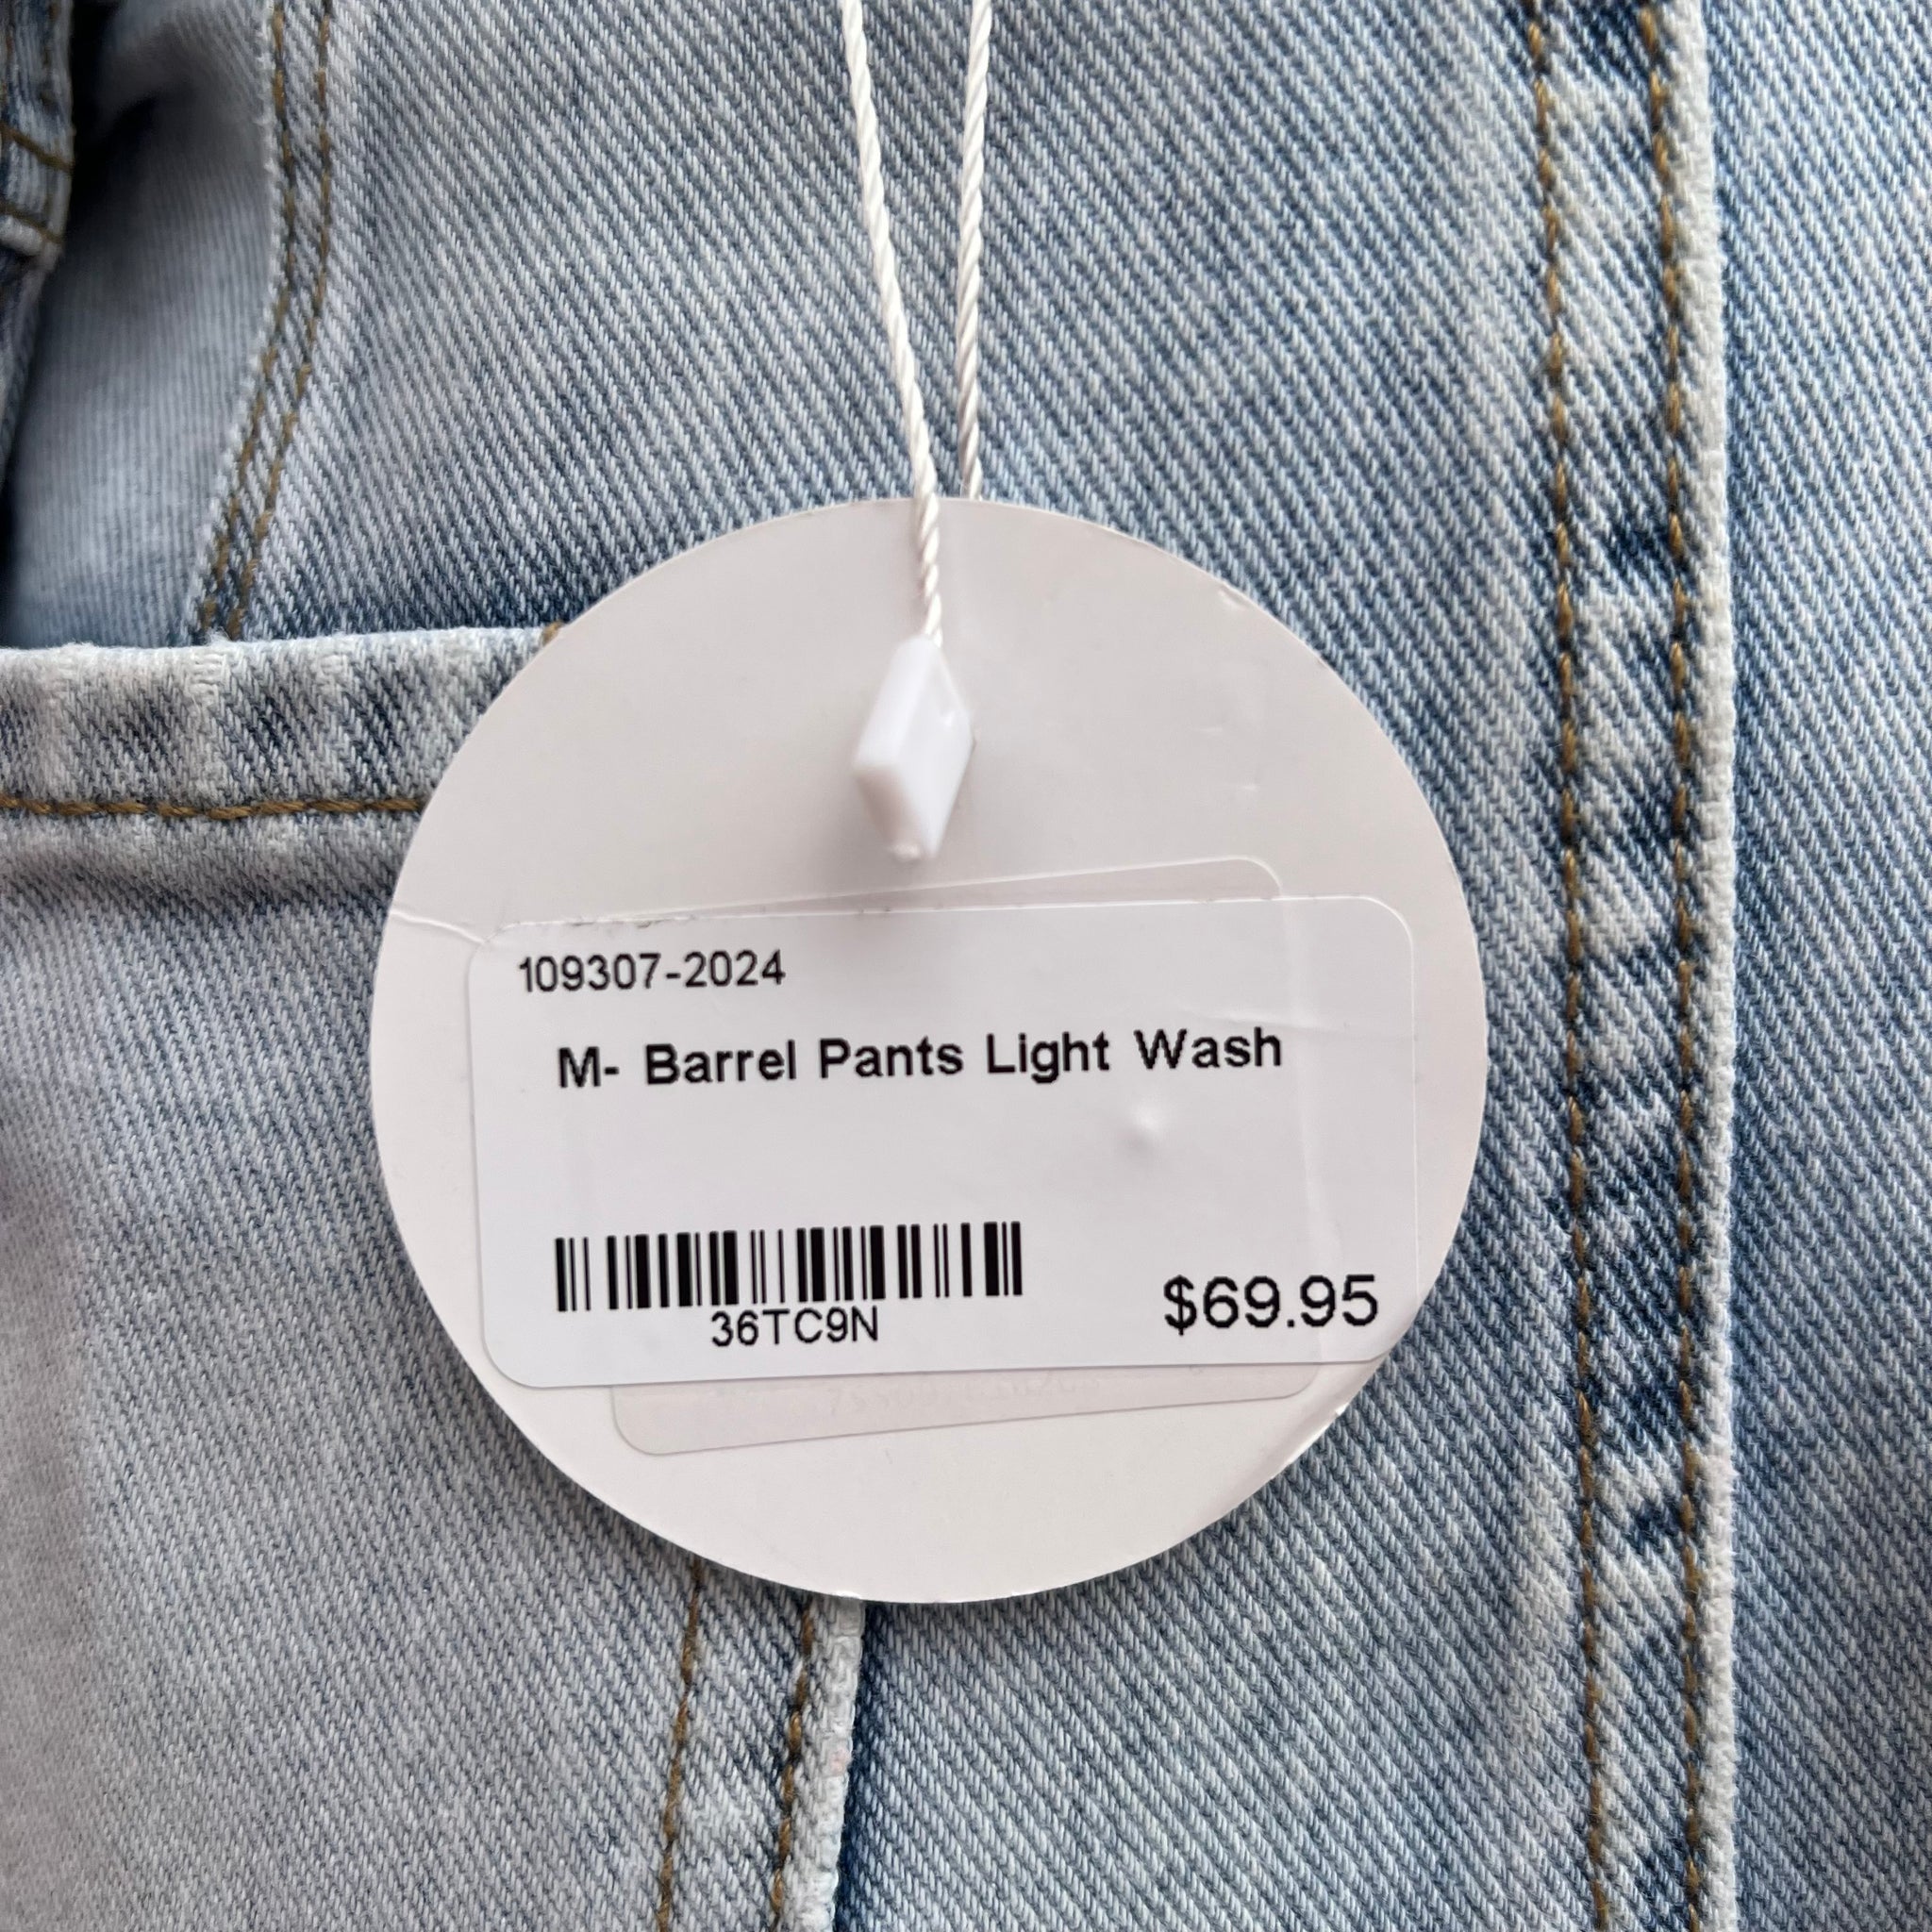 109307-2024
M- Barrel Pants Light Wash
36TC9N
$69.95